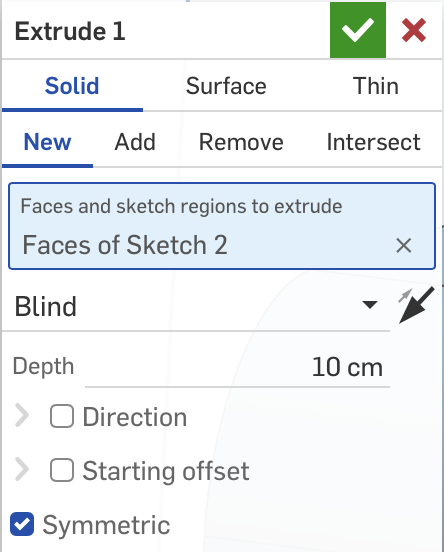 Extrude 1
Solid Surface Thin
New Add Remove Intersect
Faces and sketch regions to extrude
Faces of Sketch 2
Blind
Depth 10 cm
Direction
Starting offset
Symmetric